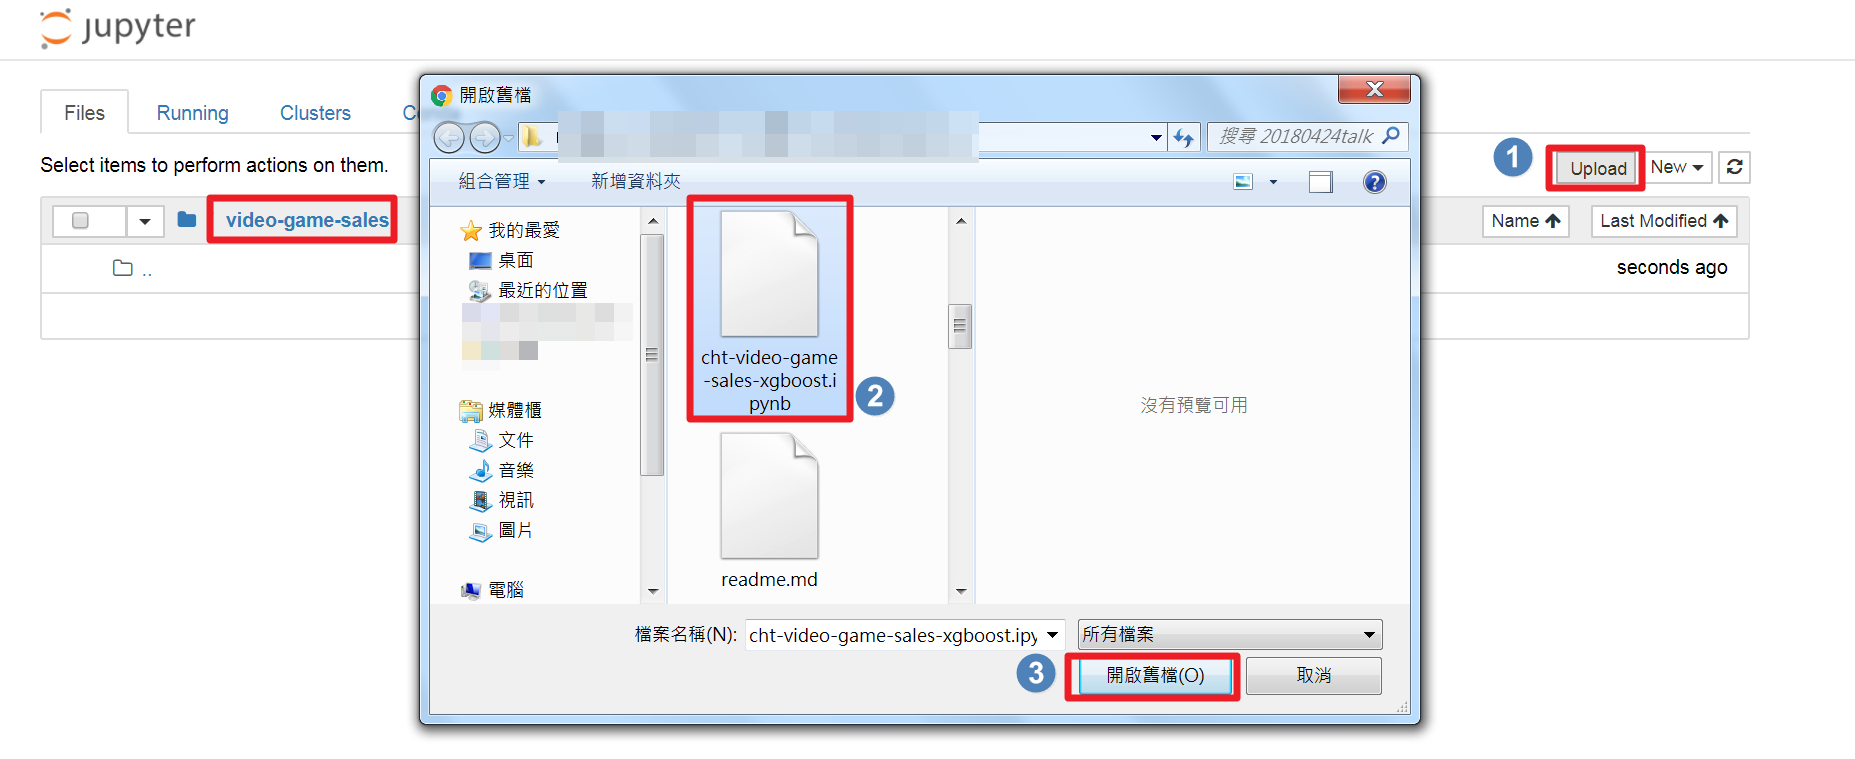 jupyter
Files
Running
Clusters
C
Select items to perform actions on them.
1
Upload
New
video-game-sales
Name
Last Modified
..
seconds ago
開啟舊檔
搜尋 20180424talk
組合管理
新增資料夾
我的最愛
桌面
最近的位置
媒體櫃
文件
音樂
視訊
圖片
電腦
cht-video-game
-sales-xgboost.i
pynb
2
readme.md
沒有預覽可用
檔案名稱(N):
cht-video-game-sales-xgboost.ipy
所有檔案
3
開啟舊檔(O)
取消